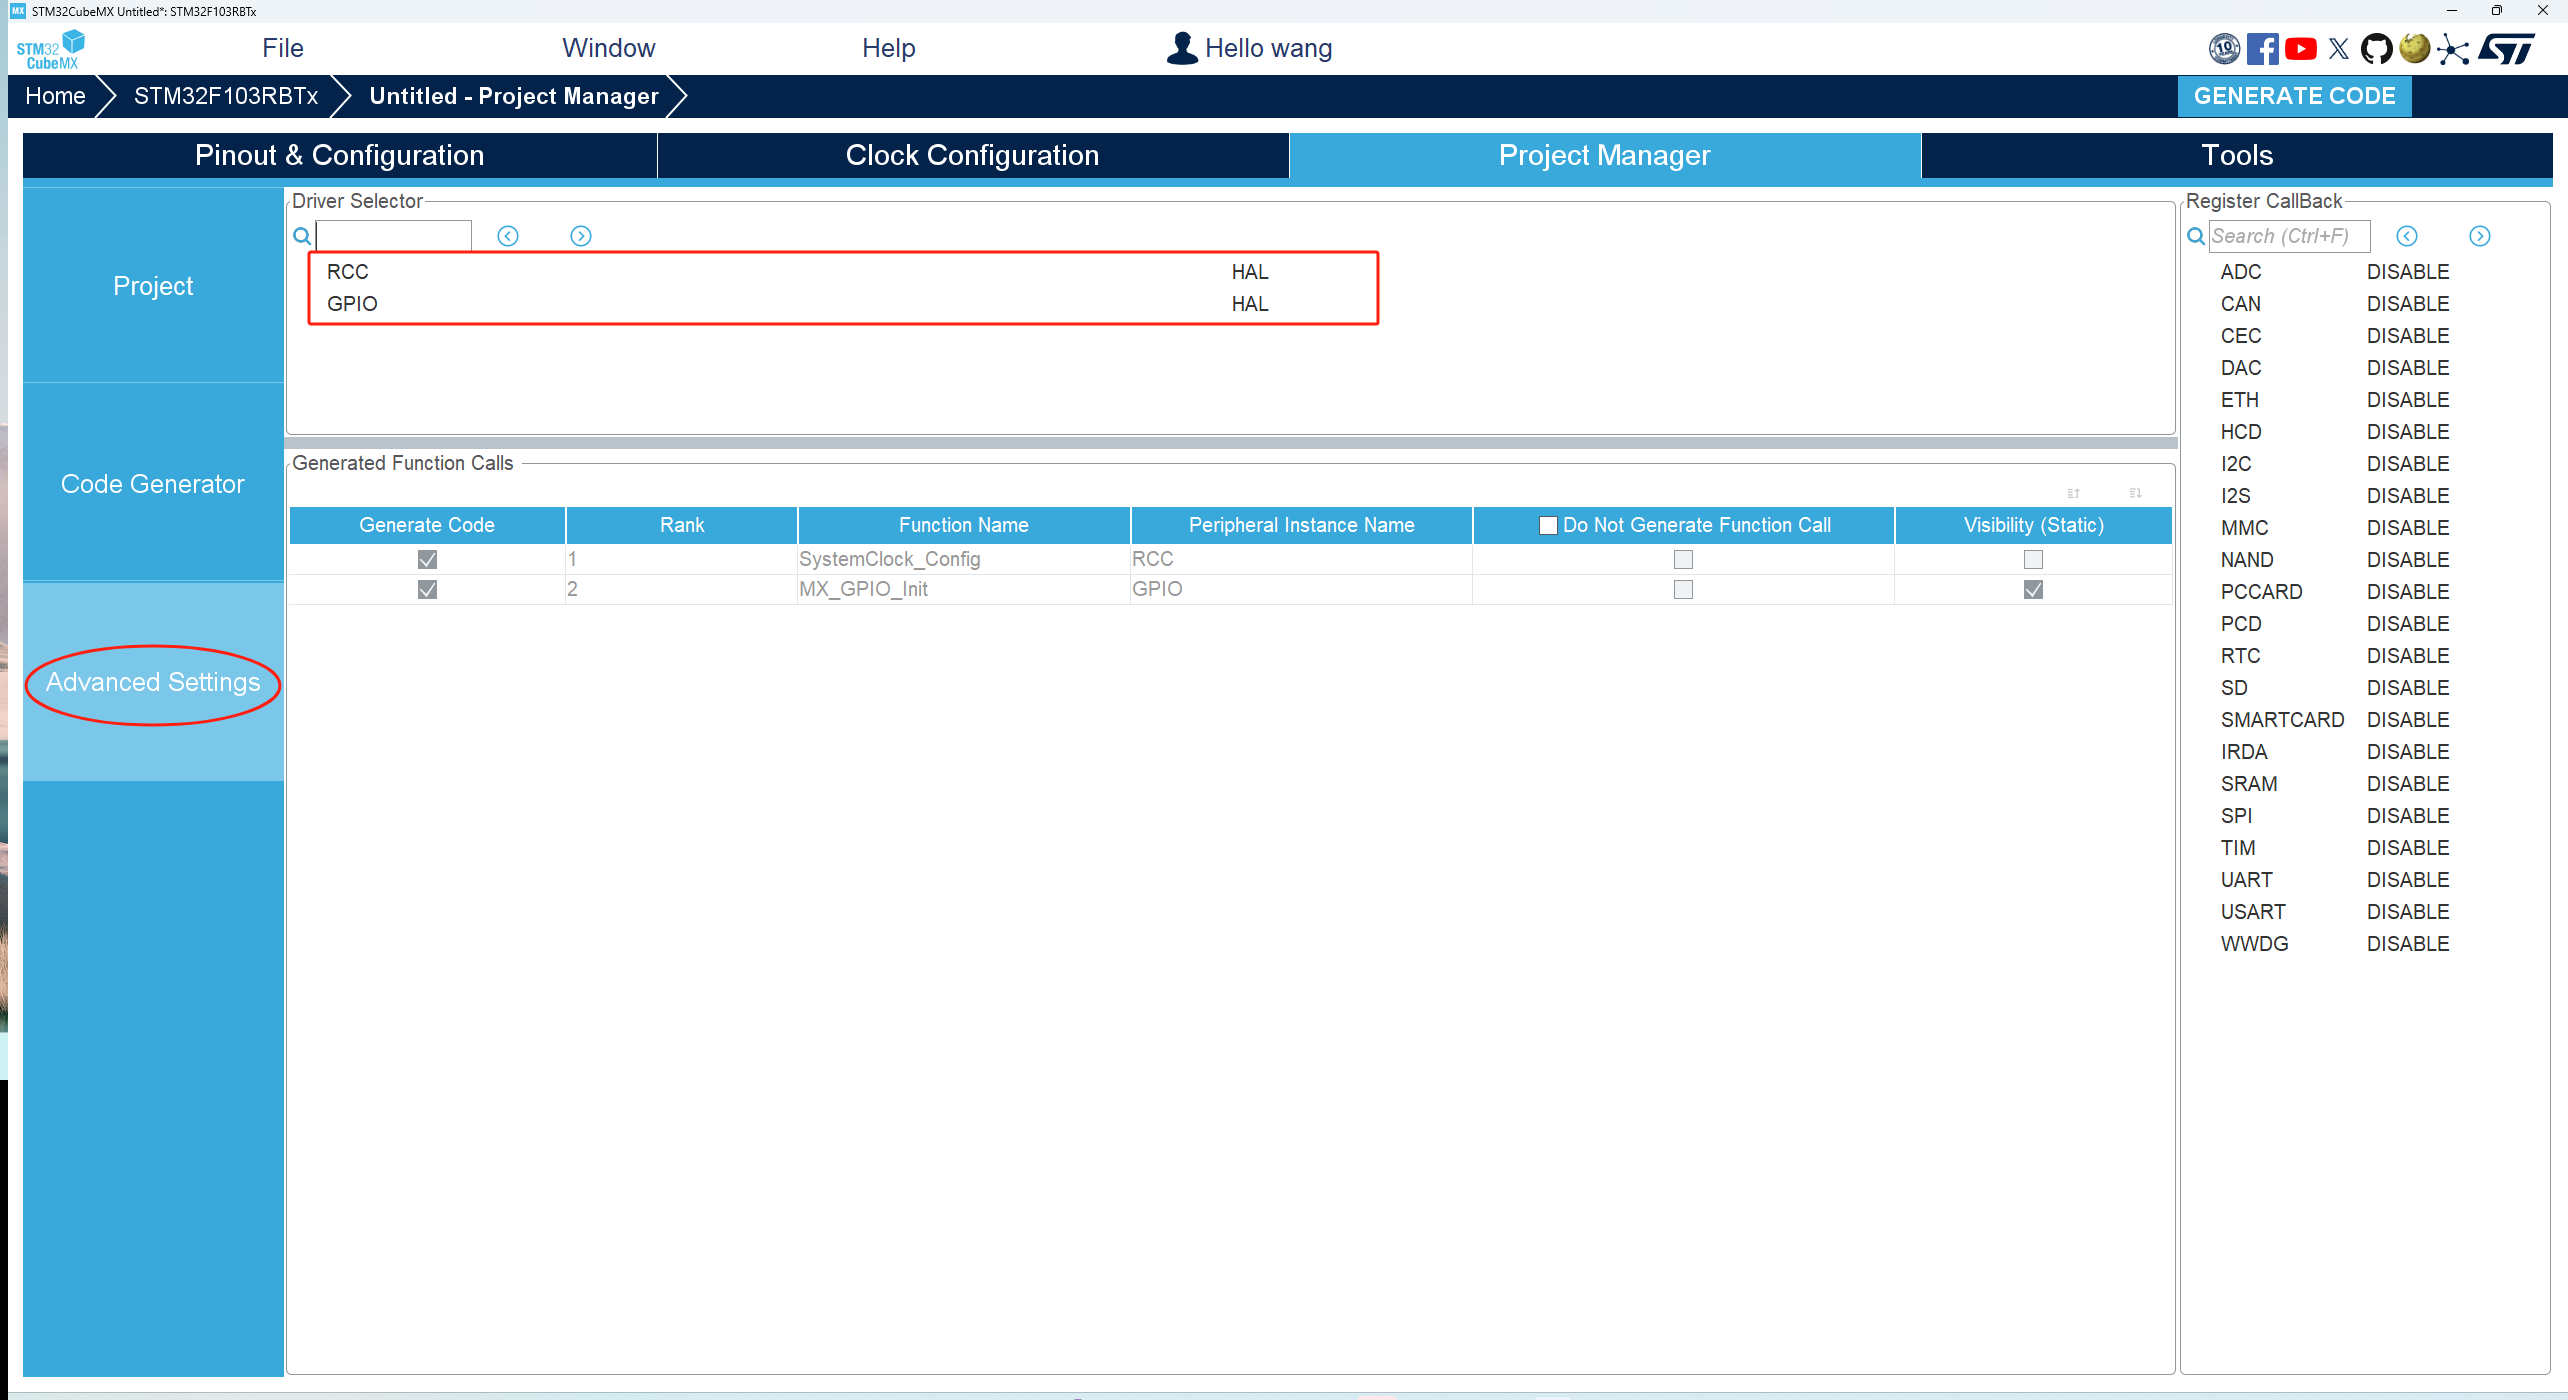 MX STM32CubeMX Untitled*: STM32F103RBTx
STM32 CubeMX
File Window Help Hello wang
10
Home STM32F103RBTx Untitled - Project Manager GENERATE CODE
Pinout & Configuration Clock Configuration Project Manager Tools
Project
Code Generator
Advanced Settings
Driver Selector
RCC HAL
GPIO HAL
Generated Function Calls
Generate Code Rank Function Name Peripheral Instance Name Do Not Generate Function Call Visibility (Static)
1 SystemClock_Config RCC
2 MX_GPIO_Init GPIO
Register CallBack
Search (Ctrl+F)
ADC DISABLE
CAN DISABLE
CEC DISABLE
DAC DISABLE
ETH DISABLE
HCD DISABLE
I2C DISABLE
I2S DISABLE
MMC DISABLE
NAND DISABLE
PCCARD DISABLE
PCD DISABLE
RTC DISABLE
SD DISABLE
SMARTCARD DISABLE
IRDA DISABLE
SRAM DISABLE
SPI DISABLE
TIM DISABLE
UART DISABLE
USART DISABLE
WWDG DISABLE